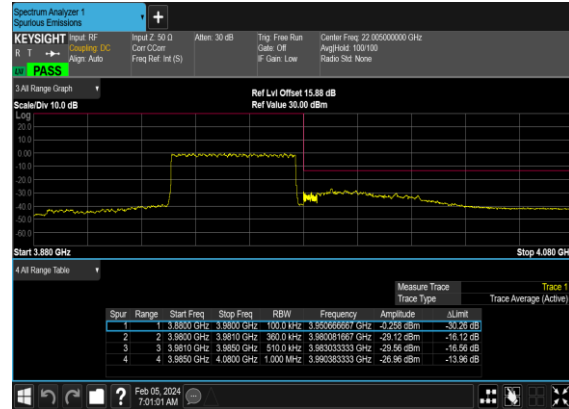 Spectrum Analyzer 1
Spurious Emissions
+
KEYSIGHT Input: RF Input Z: 50 Ω Atten: 30 dB Trig: Free Run Center Freq: 22.005000000 GHz
R T Coupling: DC Corr CCorr Gate: Off Avg|Hold: 100/100
Align: Auto Freq Ref: Int (S) IF Gain: Low Radio Std: None
PASS
3 All Range Graph
Ref Lvl Offset 15.88 dB
Scale/Div 10.0 dB Ref Value 30.00 dBm
Log
20.0
10.0
0.00
-10.0
-20.0
-30.0
-40.0
-50.0
-60.0
Start 3.880 GHz Stop 4.080 GH
4 All Range Table
Measure Trace Trace 1
Trace Type Trace Average (Active)
Spur Range Start Freq Stop Freq RBW Frequency Amplitude ΔLimit
1 1 3.8800 GHz 3.9800 GHz 100.0 kHz 3.950666667 GHz -0.258 dBm -30.26 dB
2 2 3.9800 GHz 3.9810 GHz 360.0 kHz 3.980081667 GHz -29.12 dBm -16.12 dB
3 3 3.9810 GHz 3.9850 GHz 510.0 kHz 3.983033333 GHz -29.56 dBm -16.56 dB
4 4 3.9850 GHz 4.0800 GHz 1.000 MHz 3.990383333 GHz -26.96 dBm -13.96 dB
? Feb 05, 2024
7:01:01 AM